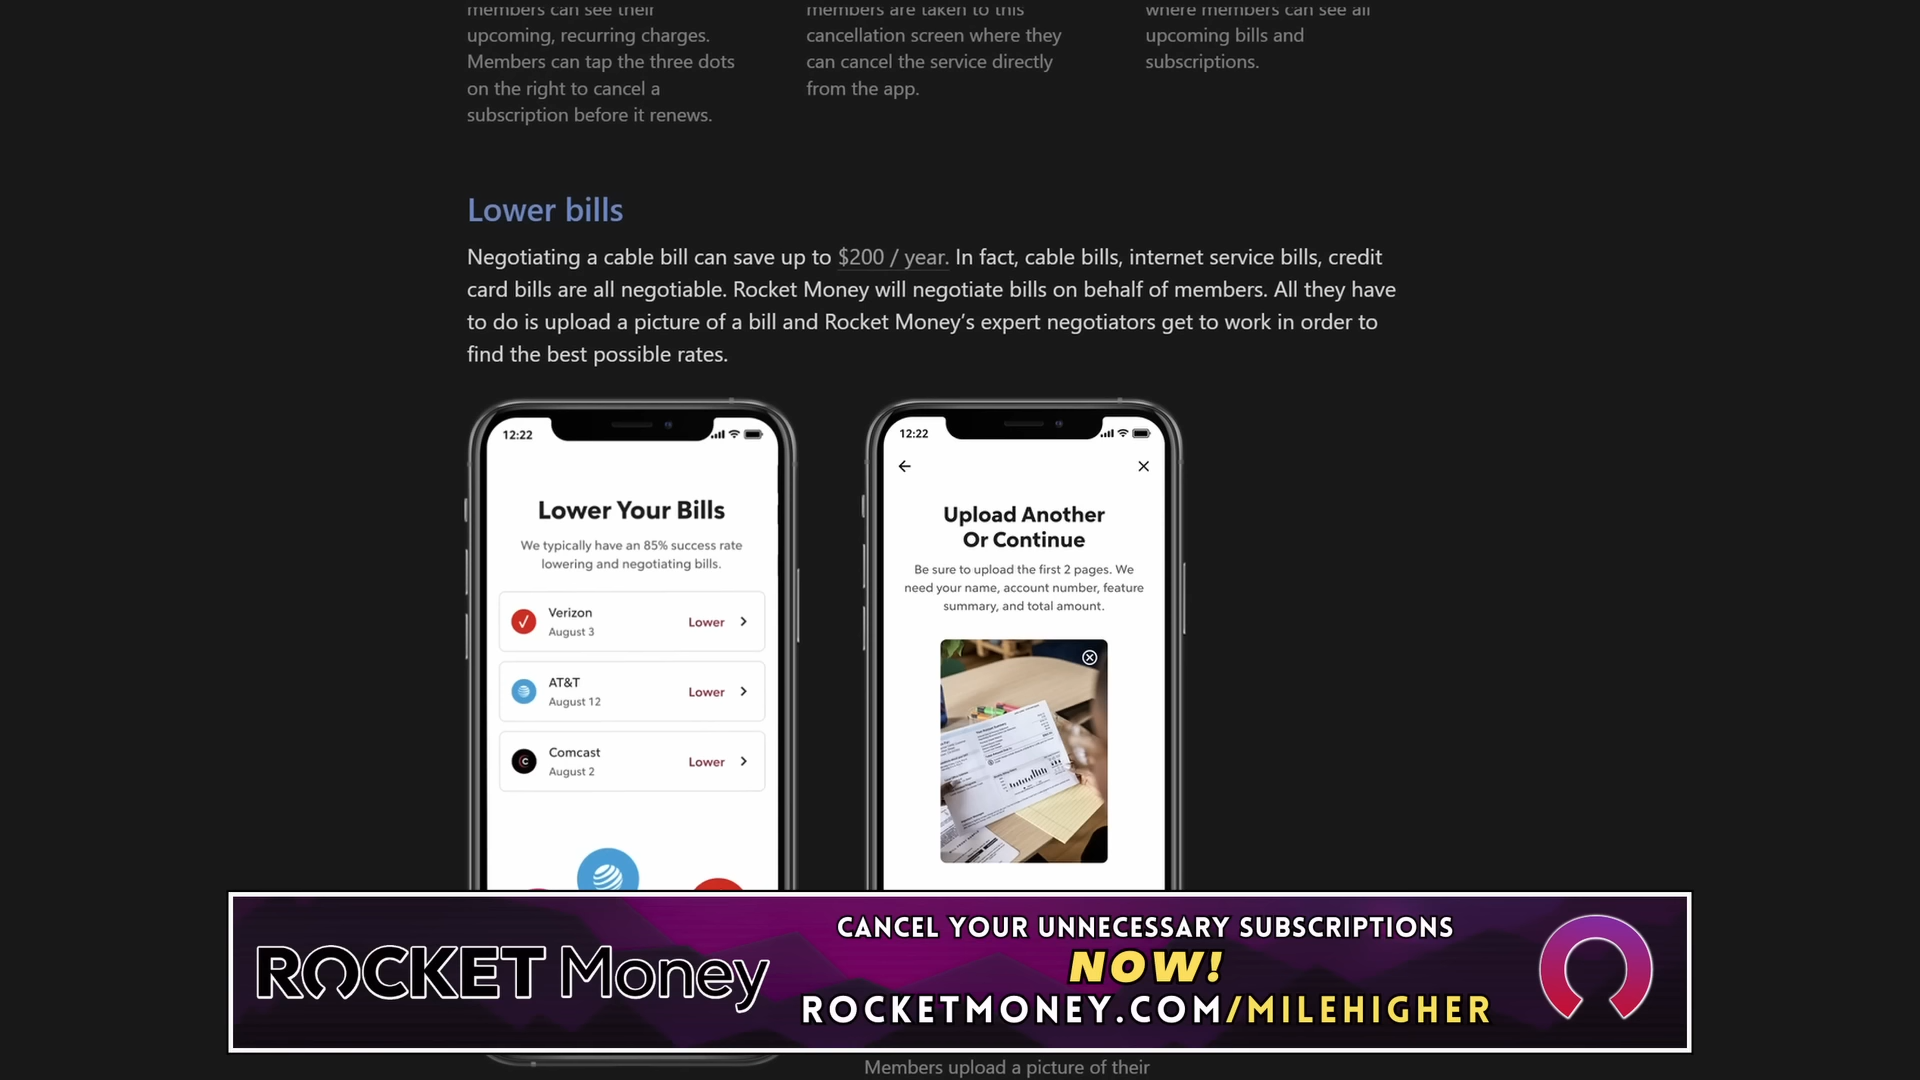 members can see their
upcoming, recurring charges.
Members can tap the three dots
on the right to cancel a
subscription before it renews.
members are taken to this
cancellation screen where they
can cancel the service directly
from the app.
where members can see all
upcoming bills and
subscriptions.
Lower bills
Negotiating a cable bill can save up to $200 / year. In fact, cable bills, internet service bills, credit
card bills are all negotiable. Rocket Money will negotiate bills on behalf of members. All they have
to do is upload a picture of a bill and Rocket Money’s expert negotiators get to work in order to
find the best possible rates.
12:22
Lower Your Bills
We typically have an 85% success rate
lowering and negotiating bills.
Verizon
August 3
Lower
AT&T
August 12
Lower
Comcast
August 2
Lower
12:22
Upload Another
Or Continue
Be sure to upload the first 2 pages. We
need your name, account number, feature
summary, and total amount.
ROCKET Money
CANCEL YOUR UNNECESSARY SUBSCRIPTIONS
NOW!
ROCKETMONEY.COM/MILEHIGHER
Members upload a picture of their